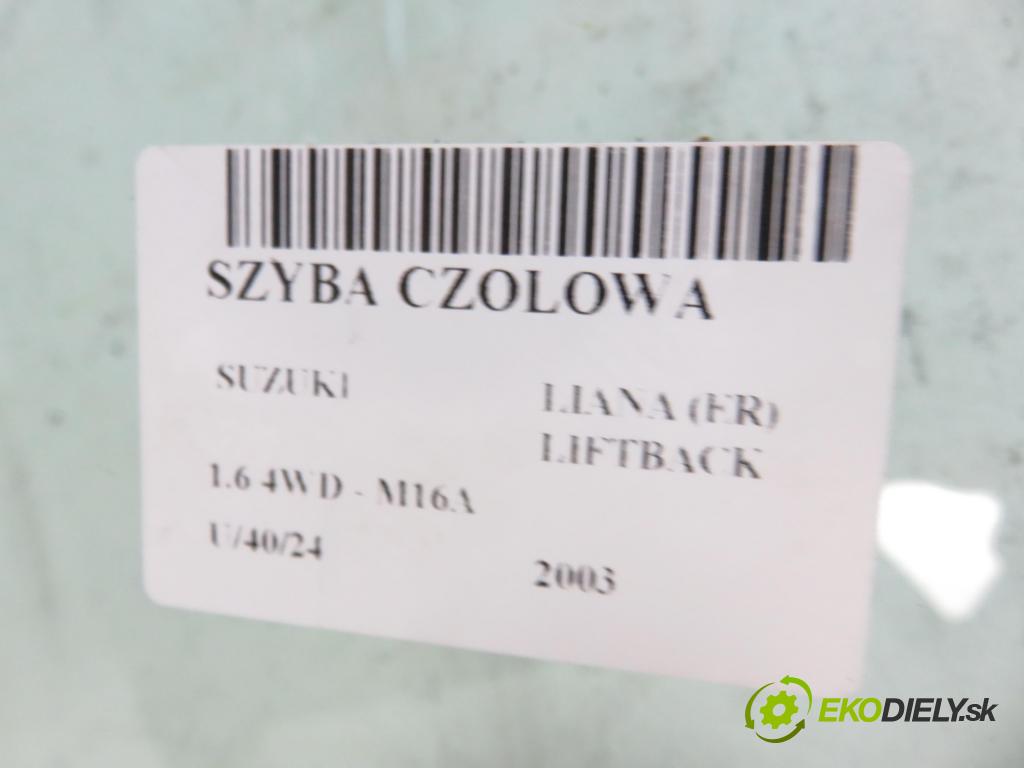 SZYBA CZOLOWA
SUZUKI
LIANA (ER)
LIFTBACK
1.6 4WD - M16A
U/40/24
2003
EKODIELY.sk